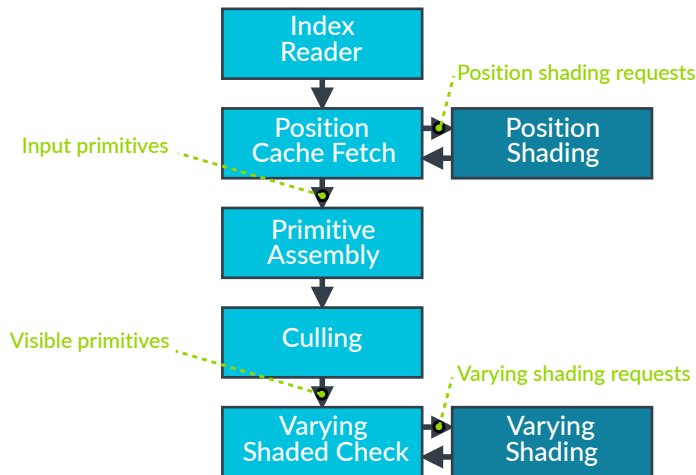 Index
Reader
Position shading requests
Position
Cache Fetch
Position
Shading
Input primitives
Primitive
Assembly
Culling
Visible primitives
Varying shading requests
Varying
Shaded Check
Varying
Shading